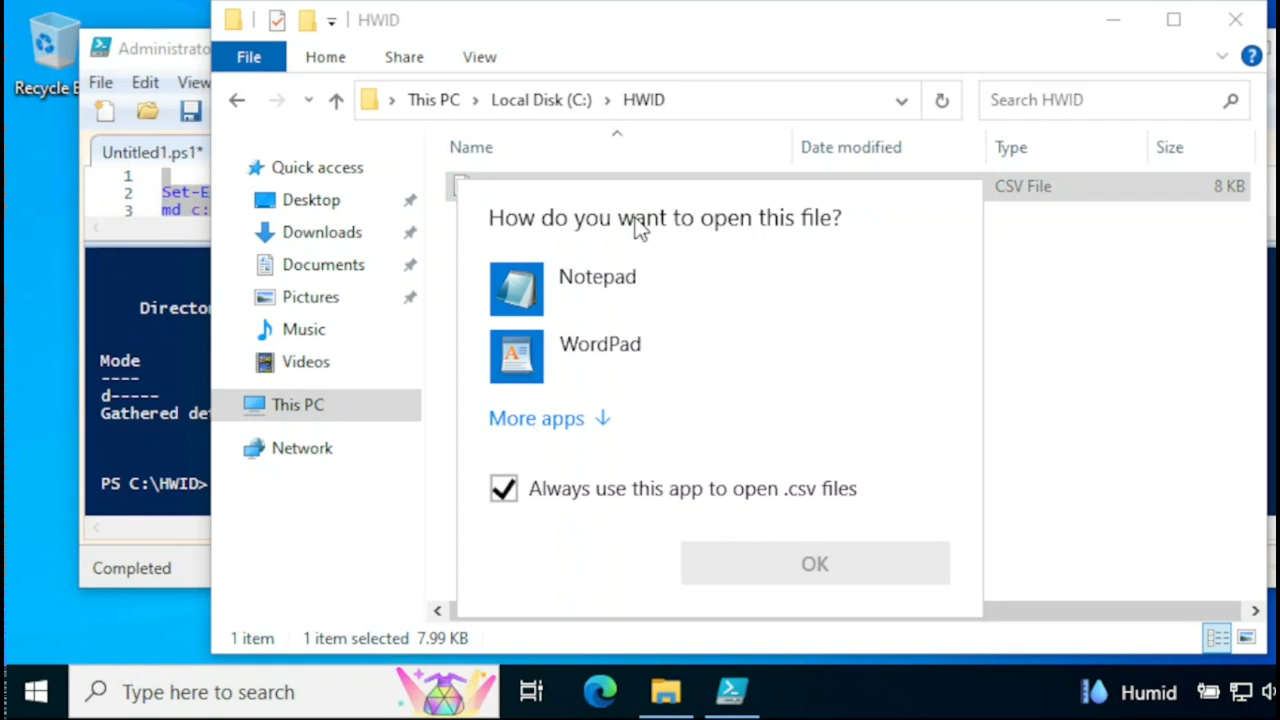 HWID
File
Home
Share
View
This PC
Local Disk (C:)
HWID
Search HWID
Name
Date modified
Type
Size
CSV File
8 KB
Quick access
Desktop
Downloads
Documents
Pictures
Music
Videos
This PC
Network
How do you want to open this file?
Notepad
WordPad
More apps
Always use this app to open .csv files
OK
1 item
1 item selected
7.99 KB
Recycle B
Administrato
File
Edit
View
Untitled1.ps1*
1
2
Set-E
3
md c:
Directo
Mode
----
d-----
Gathered det
PS C:\HWID>
Completed
Type here to search
Humid